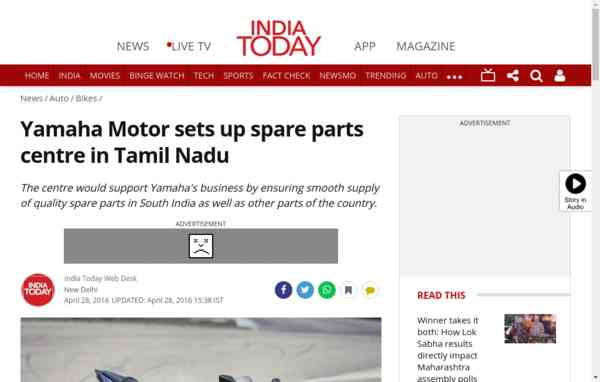 INDIA
TODAY
NEWS
LIVE TV
APP
MAGAZINE
HOME INDIA MOVIES BINGE WATCH TECH SPORTS FACT CHECK NEWSMO TRENDING AUTO
News / Auto / Bikes /
Yamaha Motor sets up spare parts
centre in Tamil Nadu
The centre would support Yamaha's business by ensuring smooth supply
of quality spare parts in South India as well as other parts of the country.
ADVERTISEMENT
INDIA
TODAY
India Today Web Desk
New Delhi
April 28, 2016 UPDATED: April 28, 2016 15:38 IST
ADVERTISEMENT
Story in
Audio
READ THIS
Winner takes it
both: How Lok
Sabha results
directly impact
Maharashtra
assembly polls